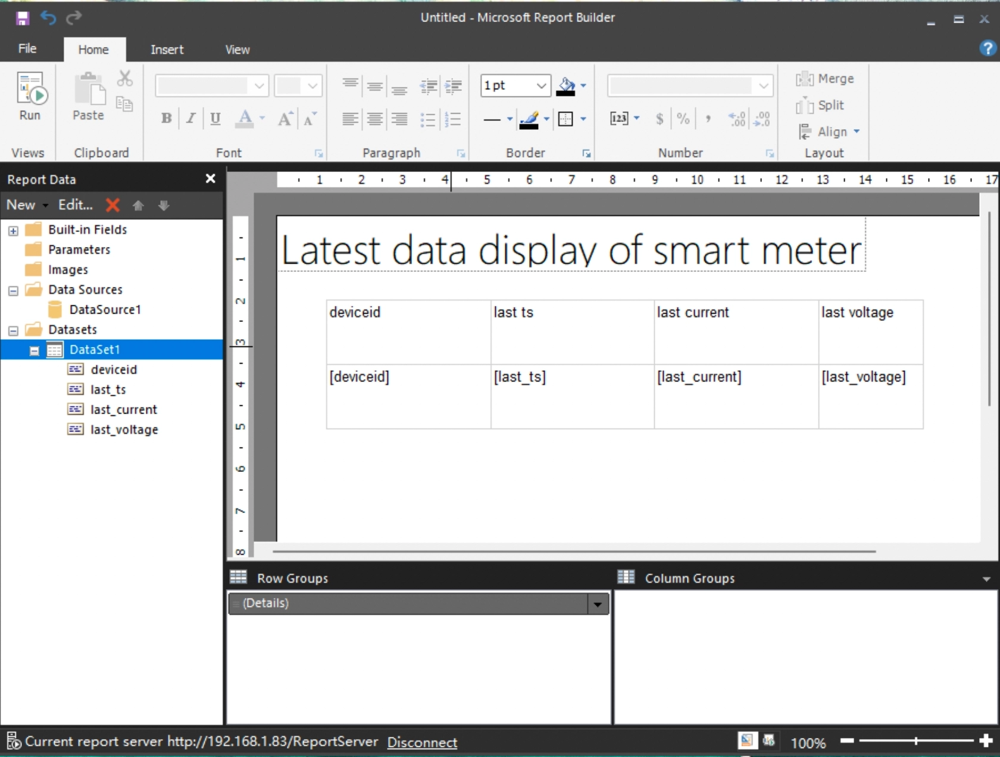 Untitled - Microsoft Report Builder
File Home Insert View
Run
Views
Paste
Clipboard
B I U A A A
Font
Paragraph
1 pt
Border
123 $ % , .0 .00 .00 .0
Number
Merge
Split
Align
Layout
Report Data
New Edit...
Built-in Fields
Parameters
Images
Data Sources
DataSource1
Datasets
DataSet1
deviceid
last_ts
last_current
last_voltage
1 2 3 4 5 6 7 8 9 10 11 12 13 14 15 16 17
1
2
3
4
5
6
7
8
Latest data display of smart meter
deviceid last ts last current last voltage
[deviceid] [last_ts] [last_current] [last_voltage]
Row Groups
(Details)
Column Groups
Current report server http://192.168.1.83/ReportServer Disconnect
100%